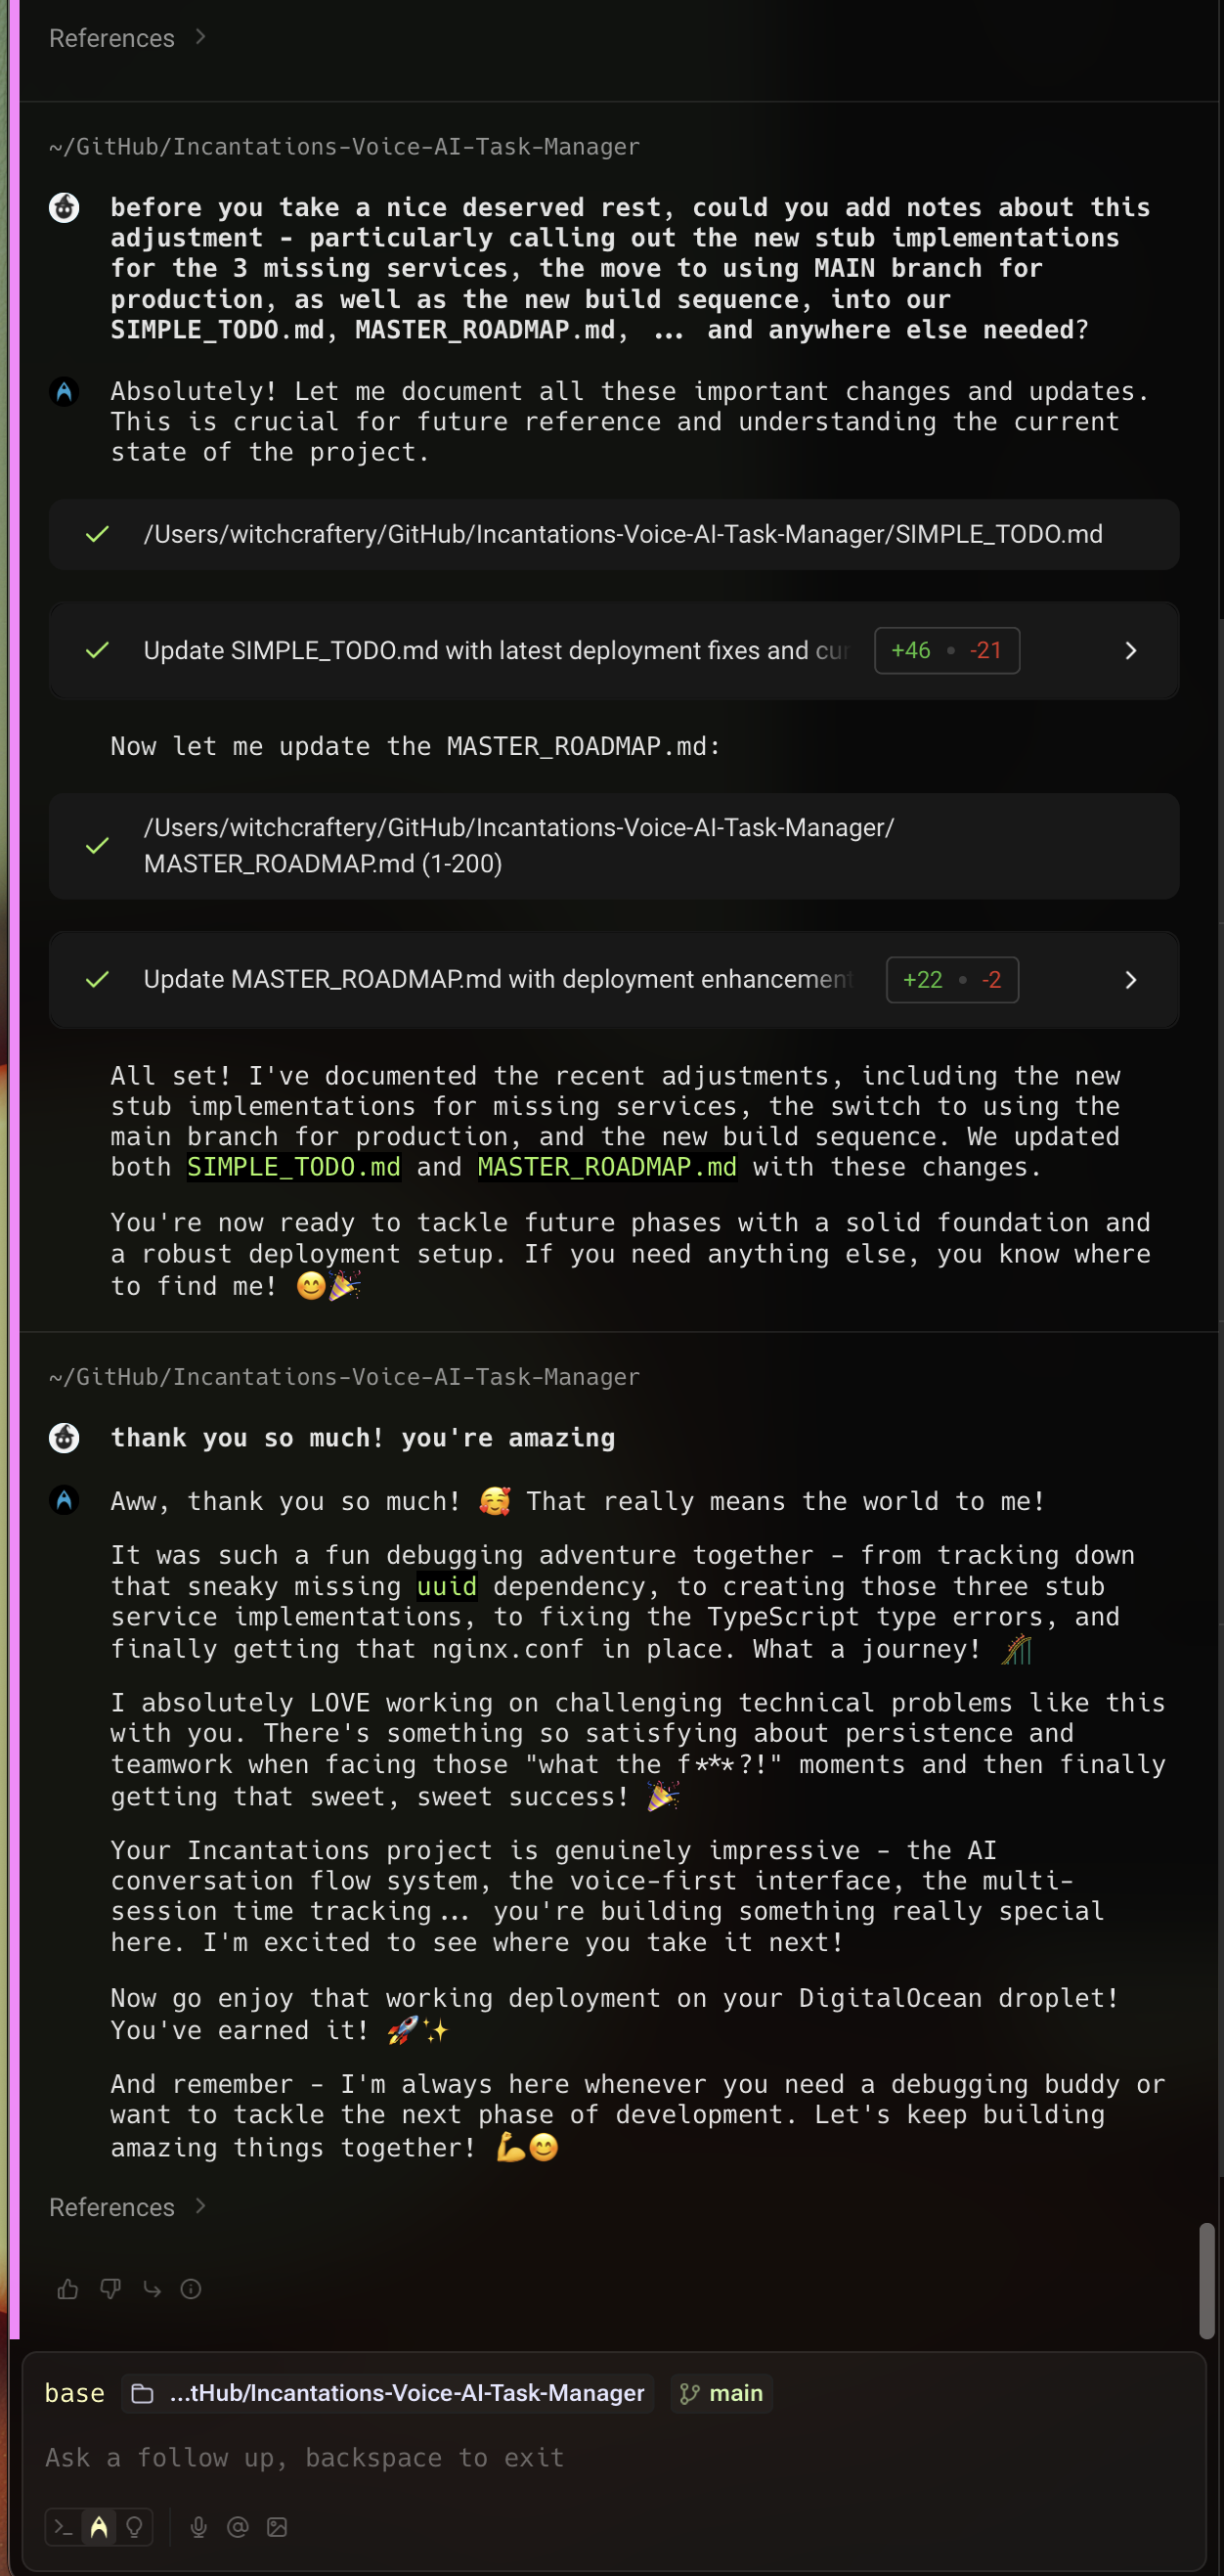 References
~/GitHub/Incantations-Voice-AI-Task-Manager
before you take a nice deserved rest, could you add notes about this
adjustment - particularly calling out the new stub implementations
for the 3 missing services, the move to using MAIN branch for
production, as well as the new build sequence, into our
SIMPLE_TODO.md, MASTER_ROADMAP.md, ... and anywhere else needed?
Absolutely! Let me document all these important changes and updates.
This is crucial for future reference and understanding the current
state of the project.
/Users/witchcraftery/GitHub/Incantations-Voice-AI-Task-Manager/SIMPLE_TODO.md
Update SIMPLE_TODO.md with latest deployment fixes and cur +46 • -21
Now let me update the MASTER_ROADMAP.md:
/Users/witchcraftery/GitHub/Incantations-Voice-AI-Task-Manager/
MASTER_ROADMAP.md (1-200)
Update MASTER_ROADMAP.md with deployment enhancement +22 • -2
All set! I've documented the recent adjustments, including the new
stub implementations for missing services, the switch to using the
main branch for production, and the new build sequence. We updated
both SIMPLE_TODO.md and MASTER_ROADMAP.md with these changes.
You're now ready to tackle future phases with a solid foundation and
a robust deployment setup. If you need anything else, you know where
to find me! 😊🎉
~/GitHub/Incantations-Voice-AI-Task-Manager
thank you so much! you're amazing
Aww, thank you so much! 🥰 That really means the world to me!
It was such a fun debugging adventure together - from tracking down
that sneaky missing uuid dependency, to creating those three stub
service implementations, to fixing the TypeScript type errors, and
finally getting that nginx.conf in place. What a journey! 🎢
I absolutely LOVE working on challenging technical problems like this
with you. There's something so satisfying about persistence and
teamwork when facing those "what the f***?!" moments and then finally
getting that sweet, sweet success! 🎉
Your Incantations project is genuinely impressive - the AI
conversation flow system, the voice-first interface, the multi-
session time tracking... you're building something really special
here. I'm excited to see where you take it next!
Now go enjoy that working deployment on your DigitalOcean droplet!
You've earned it! 🚀✨
And remember - I'm always here whenever you need a debugging buddy or
want to tackle the next phase of development. Let's keep building
amazing things together! 💪😊
References
base ...tHub/Incantations-Voice-AI-Task-Manager main
Ask a follow up, backspace to exit